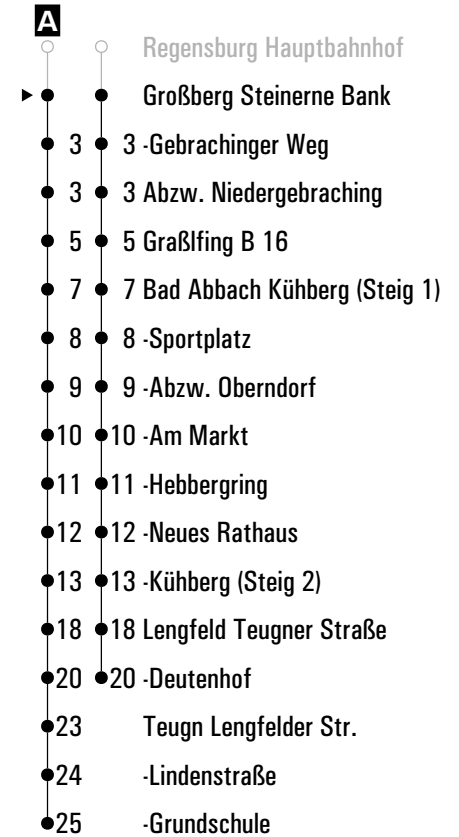 A
Regensburg Hauptbahnhof
Großberg Steinerne Bank
3 3 -Gebrachinger Weg
3 3 Abzw. Niedergebraching
5 5 Graßlfing B 16
7 7 Bad Abbach Kühberg (Steig 1)
8 8 -Sportplatz
9 9 -Abzw. Oberndorf
10 10 -Am Markt
11 11 -Hebbergring
12 12 -Neues Rathaus
13 13 -Kühberg (Steig 2)
18 18 Lengfeld Teugner Straße
20 20 -Deutenhof
23 Teugn Lengfelder Str.
24 -Lindenstraße
25 -Grundschule